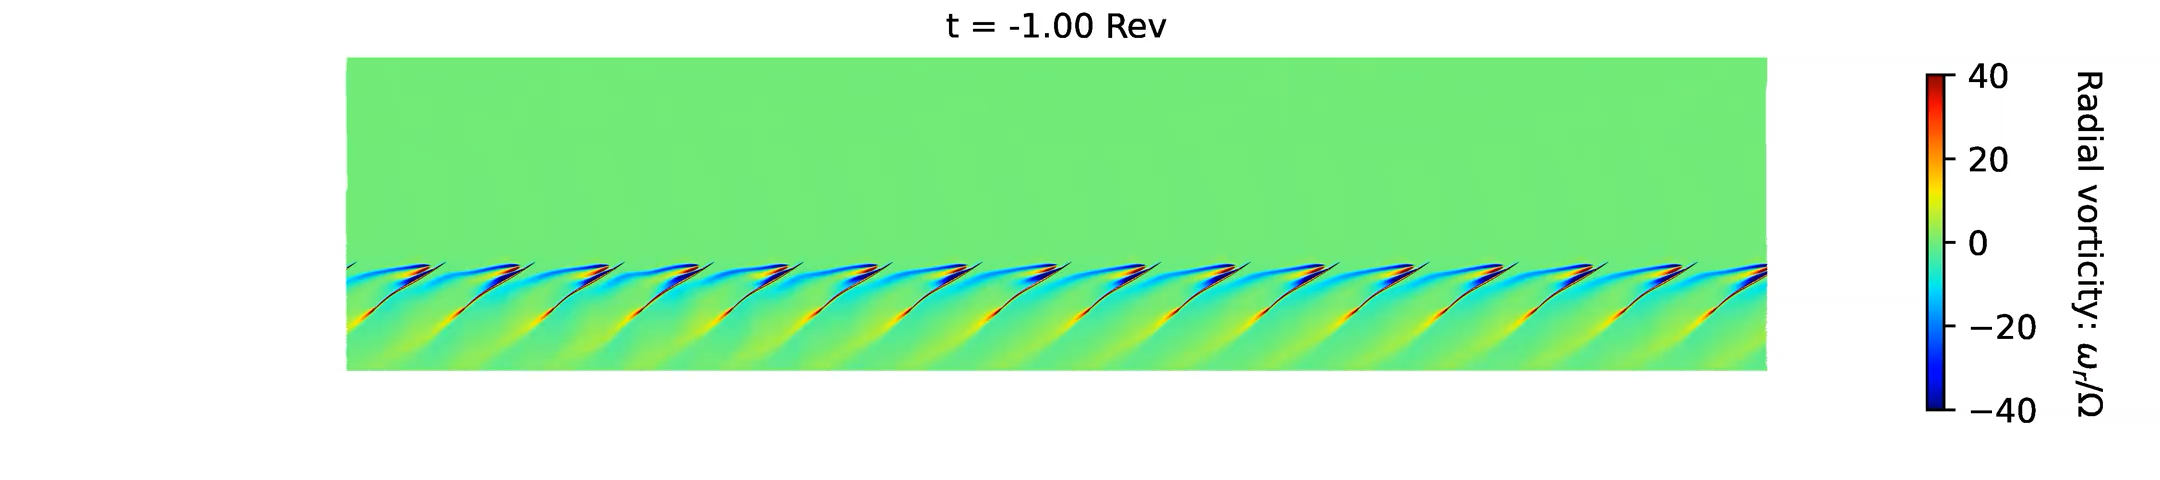 t = -1.00 Rev
40
20
0
−20
−40
Radial vorticity: ωᵣ/Ω